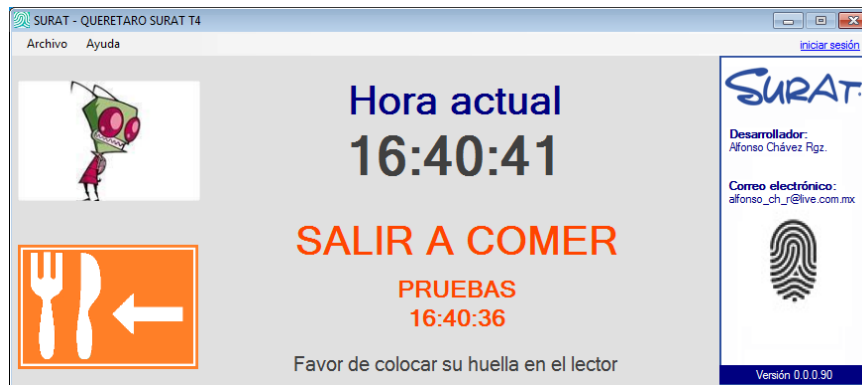 SURAT - QUERETARO SURAT T4
Archivo Ayuda
iniciar sesión
Hora actual
16:40:41
SALIR A COMER
PRUEBAS
16:40:36
Favor de colocar su huella en el lector
SURAT
Desarrollador:
Alfonso Chávez Rgz.
Correo electrónico:
alfonso_ch_r@live.com.mx
Versión 0.0.0.90